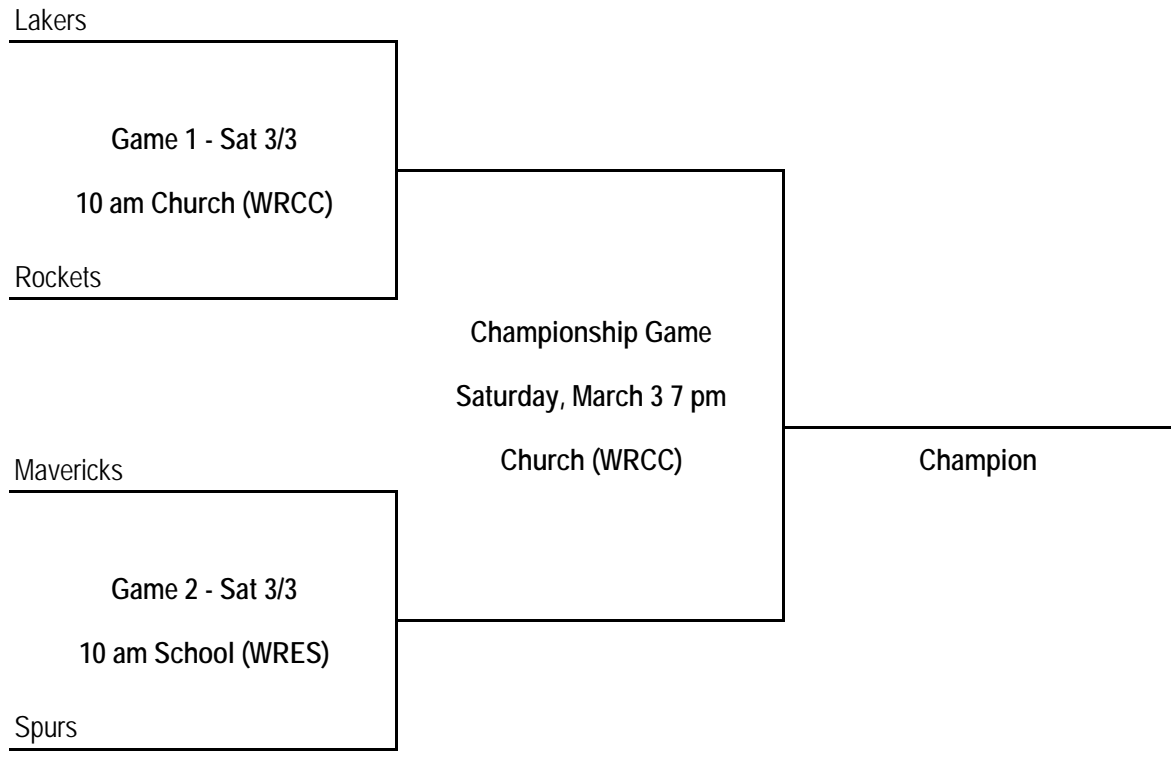 Lakers
Game 1 - Sat 3/3
10 am Church (WRCC)
Rockets
Championship Game
Saturday, March 3 7 pm
Church (WRCC)
Champion
Mavericks
Game 2 - Sat 3/3
10 am School (WRES)
Spurs